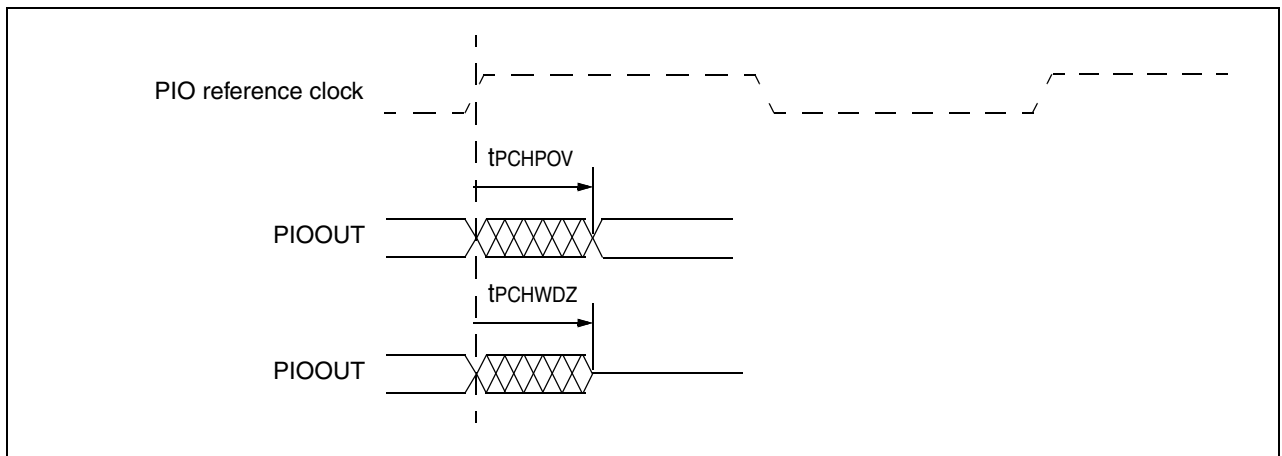 PIO reference clock
tPCHPOV
PIOOUT
tPCHWDZ
PIOOUT